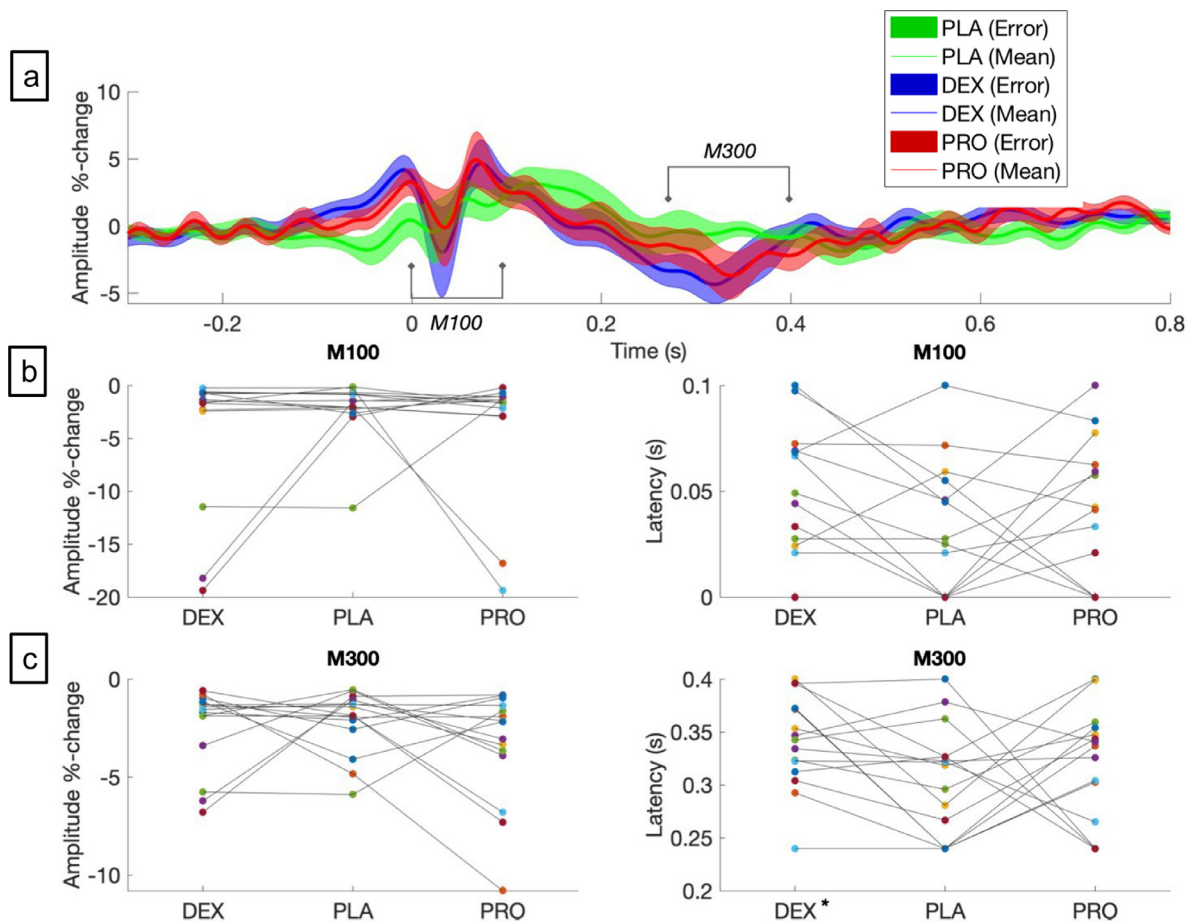 a
PLA (Error)
PLA (Mean)
DEX (Error)
DEX (Mean)
PRO (Error)
PRO (Mean)
Amplitude %-change
10
5
0
-5
M300
M100
-0.2 0 0.2 0.4 0.6 0.8
Time (s)
b
M100
Amplitude %-change
0
-5
-10
-15
-20
DEX PLA PRO
M100
Latency (s)
0.1
0.05
0
DEX PLA PRO
c
M300
Amplitude %-change
0
-5
-10
DEX PLA PRO
M300
Latency (s)
0.4
0.35
0.3
0.25
0.2
DEX * PLA PRO